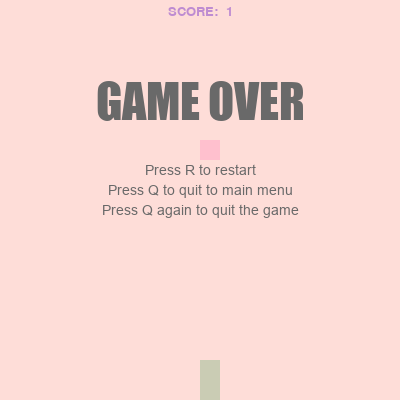 SCORE: 1
GAME OVER
Press R to restart
Press Q to quit to main menu
Press Q again to quit the game